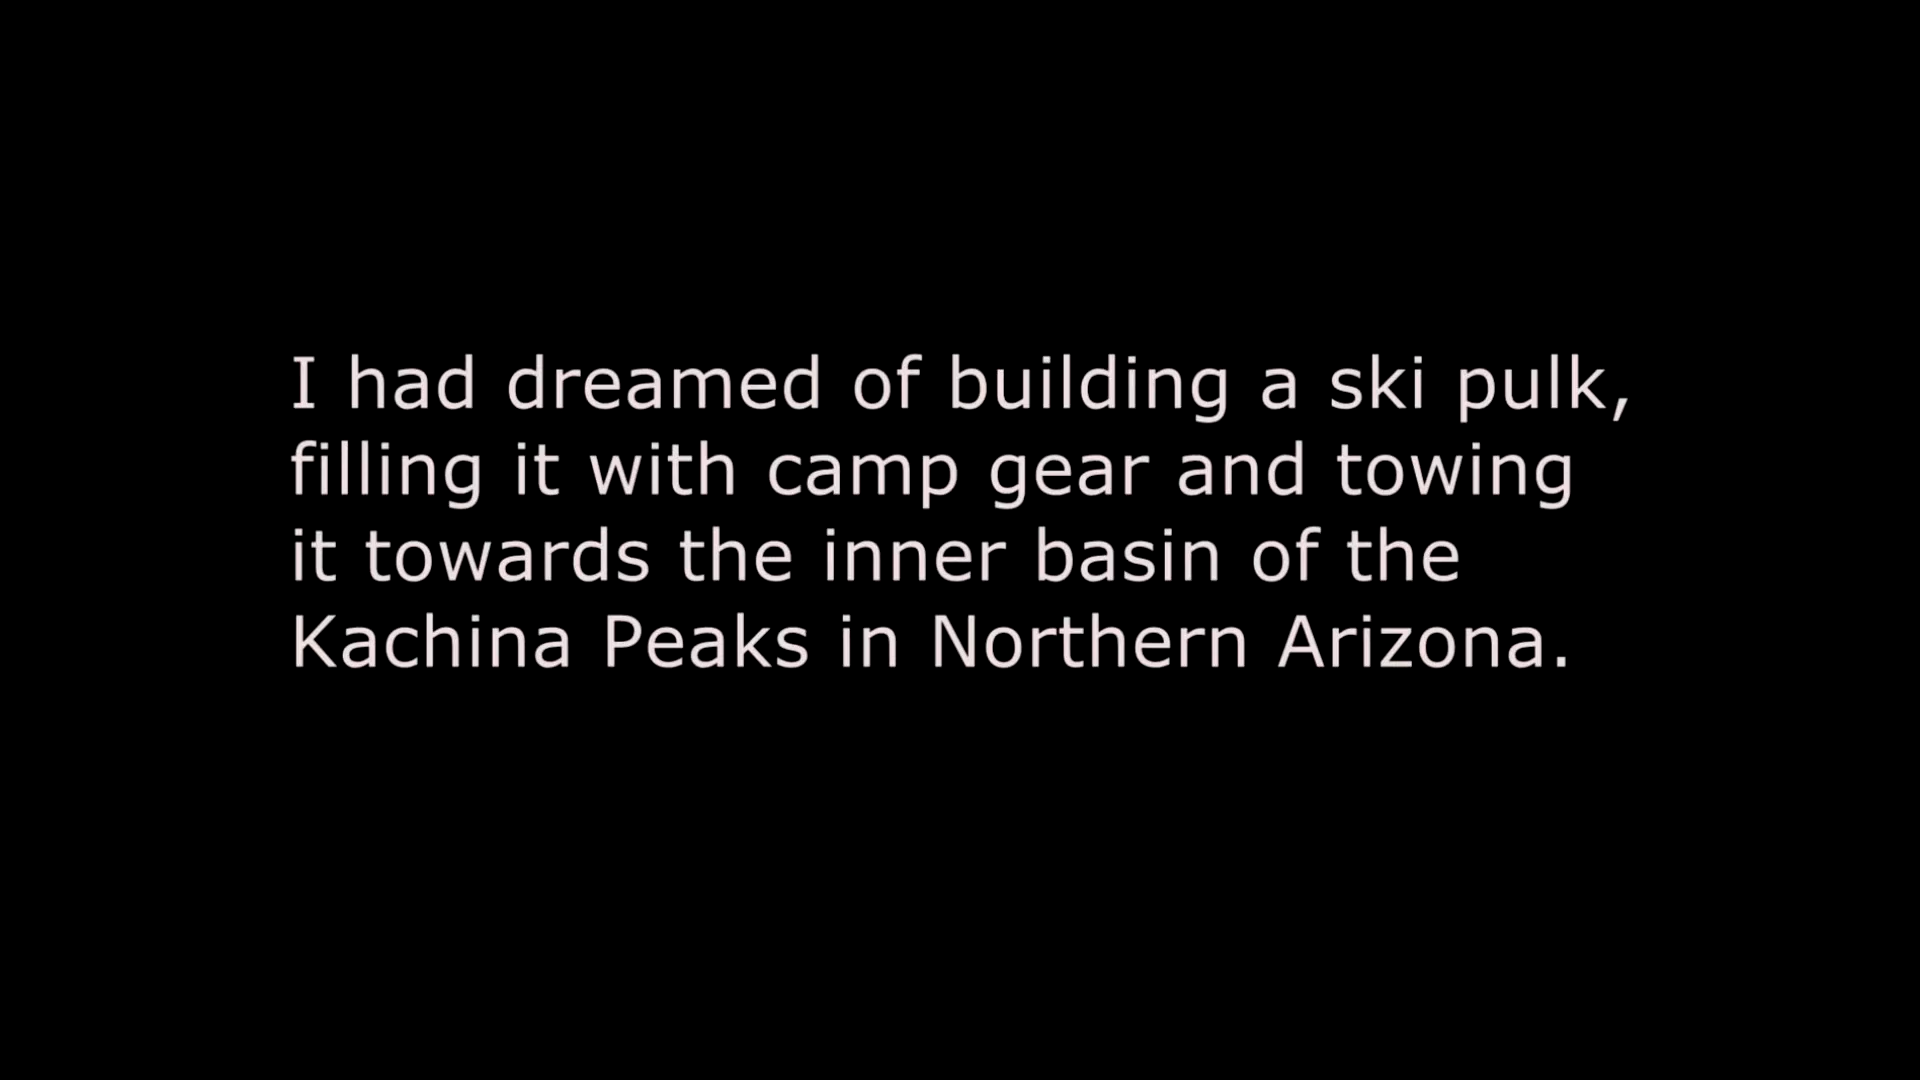 I had dreamed of building a ski pulk,
filling it with camp gear and towing
it towards the inner basin of the
Kachina Peaks in Northern Arizona.